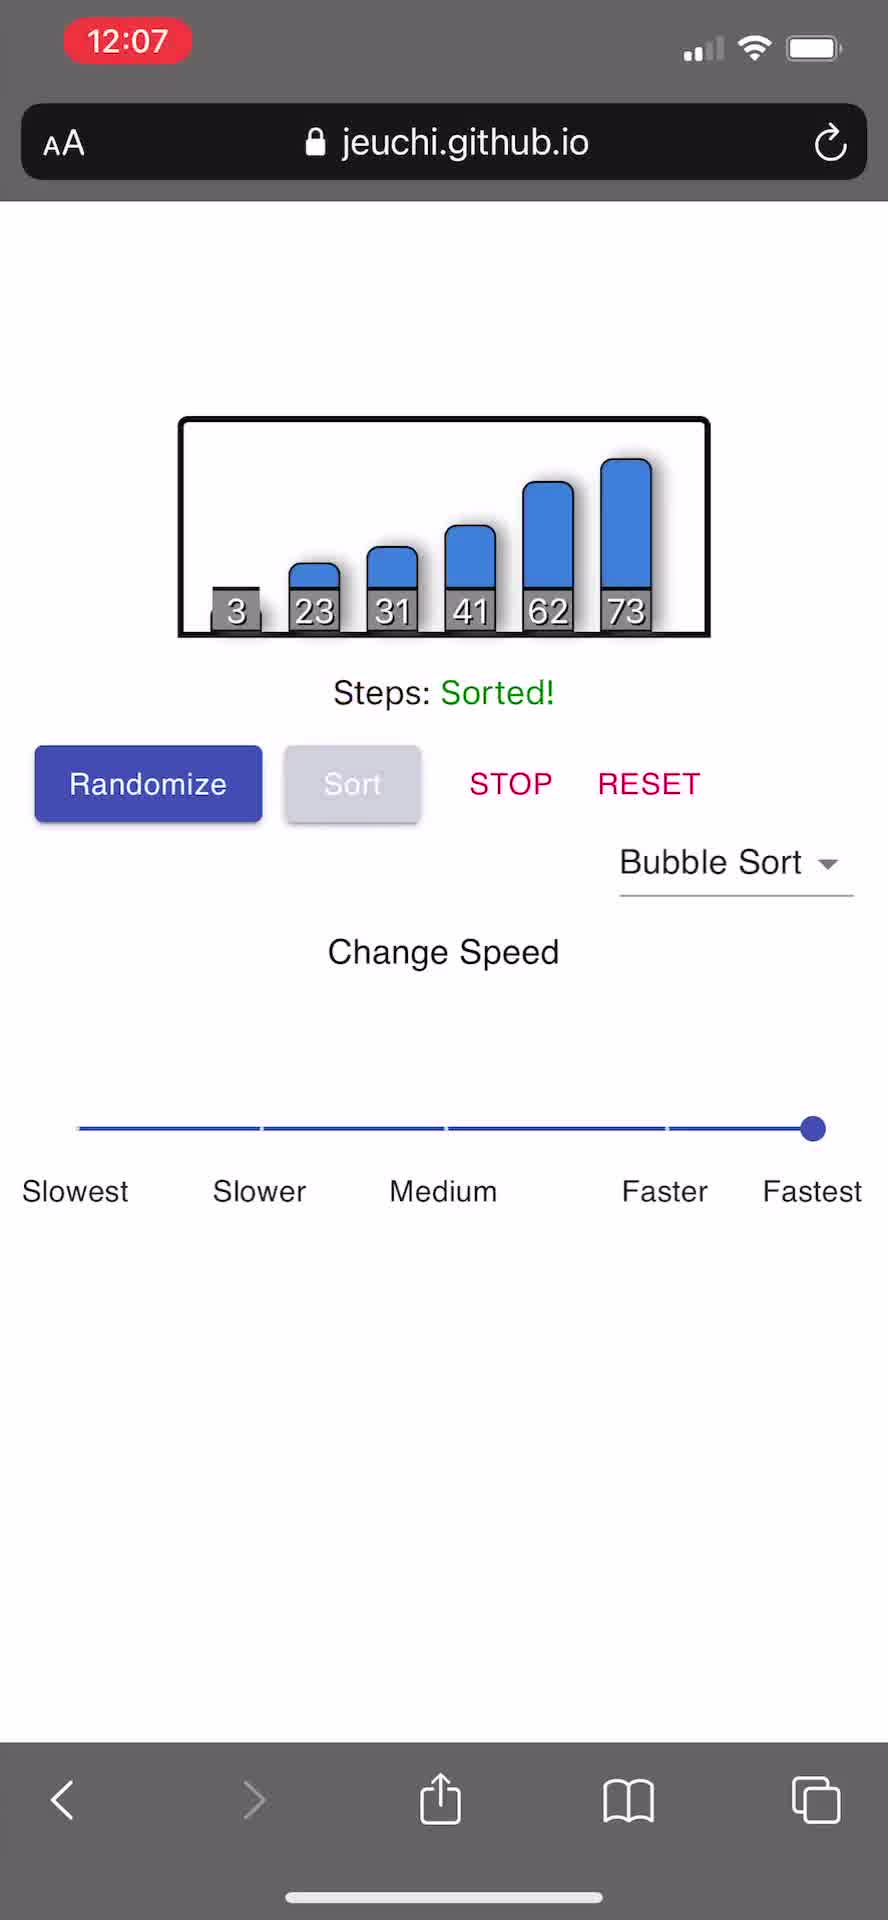 12:07
AA jeuchi.github.io
3 23 31 41 62 73
Steps: Sorted!
Randomize Sort STOP RESET
Bubble Sort
Change Speed
Slowest Slower Medium Faster Fastest